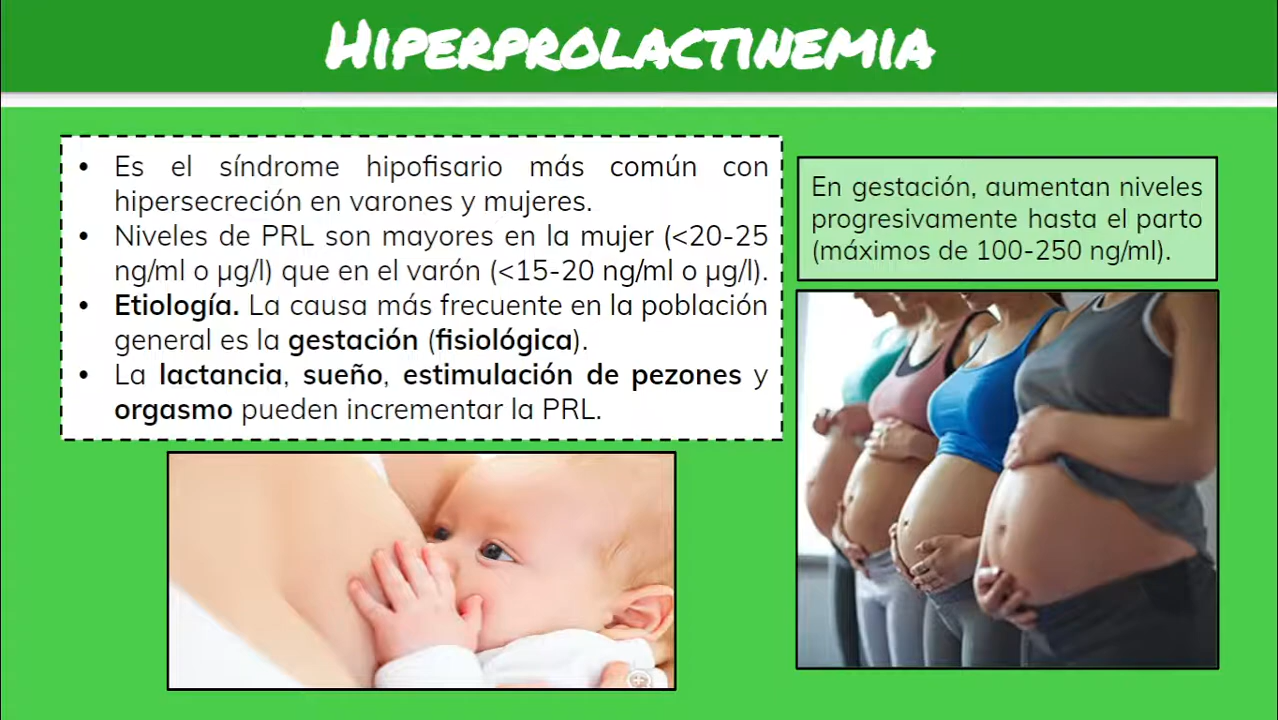 HIPERPROLACTINEMIA
• Es el síndrome hipofisario más común con
hipersecreción en varones y mujeres.
• Niveles de PRL son mayores en la mujer (<20-25
ng/ml o µg/l) que en el varón (<15-20 ng/ml o µg/l).
• Etiología. La causa más frecuente en la población
general es la gestación (fisiológica).
• La lactancia, sueño, estimulación de pezones y
orgasmo pueden incrementar la PRL.
En gestación, aumentan niveles
progresivamente hasta el parto
(máximos de 100-250 ng/ml).